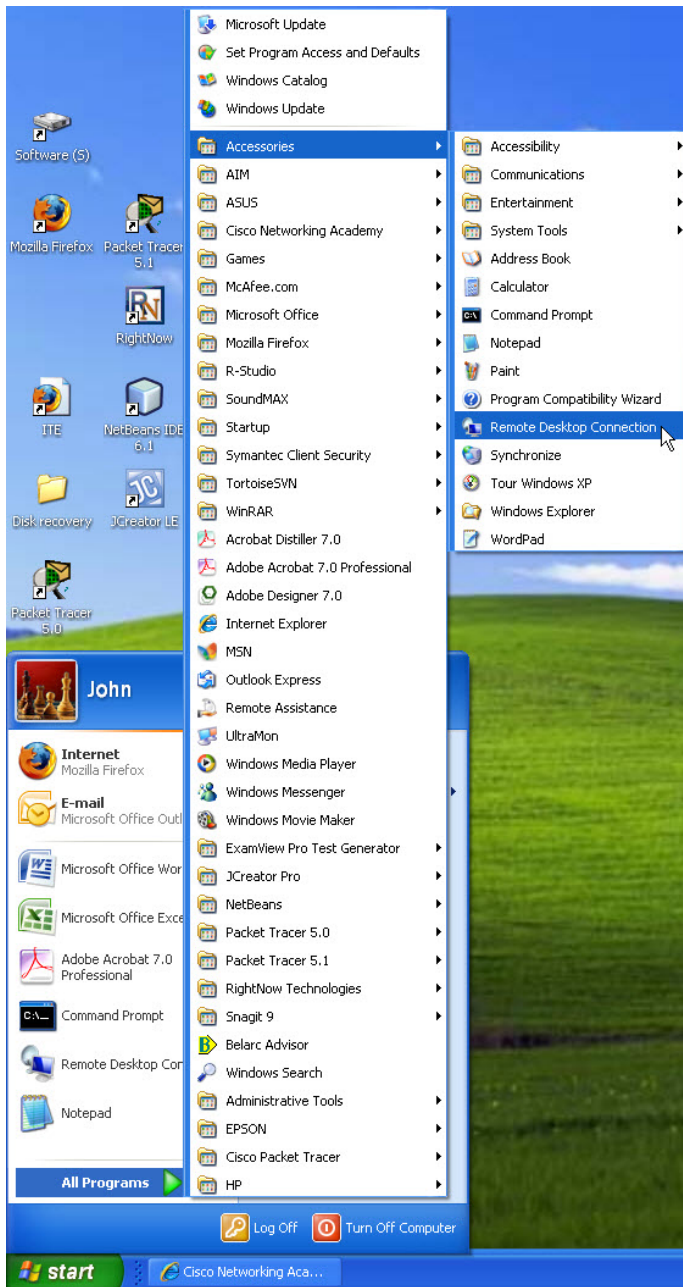 Microsoft Update
Set Program Access and Defaults
Windows Catalog
Windows Update
Accessories
AIM
ASUS
Cisco Networking Academy
Games
McAfee.com
Microsoft Office
Mozilla Firefox
R-Studio
SoundMAX
Startup
Symantec Client Security
TortoiseSVN
WinRAR
Acrobat Distiller 7.0
Adobe Acrobat 7.0 Professional
Adobe Designer 7.0
Internet Explorer
MSN
Outlook Express
Remote Assistance
UltraMon
Windows Media Player
Windows Messenger
Windows Movie Maker
ExamView Pro Test Generator
JCreator Pro
NetBeans
Packet Tracer 5.0
Packet Tracer 5.1
RightNow Technologies
Snagit 9
Belarc Advisor
Windows Search
Administrative Tools
EPSON
Cisco Packet Tracer
HP
Accessibility
Communications
Entertainment
System Tools
Address Book
Calculator
Command Prompt
Notepad
Paint
Program Compatibility Wizard
Remote Desktop Connection
Synchronize
Tour Windows XP
Windows Explorer
WordPad
Software (S)
Mozilla Firefox
Packet Tracer
5.1
RightNow
ITE
NetBeans IDE
6.1
Disk recovery
JCreator LE
Packet Tracer
5.0
John
Internet
Mozilla Firefox
E-mail
Microsoft Office Outl
Microsoft Office Wor
Microsoft Office Exce
Adobe Acrobat 7.0
Professional
Command Prompt
Remote Desktop Cor
Notepad
All Programs
Log Off
Turn Off Computer
start
Cisco Networking Aca...